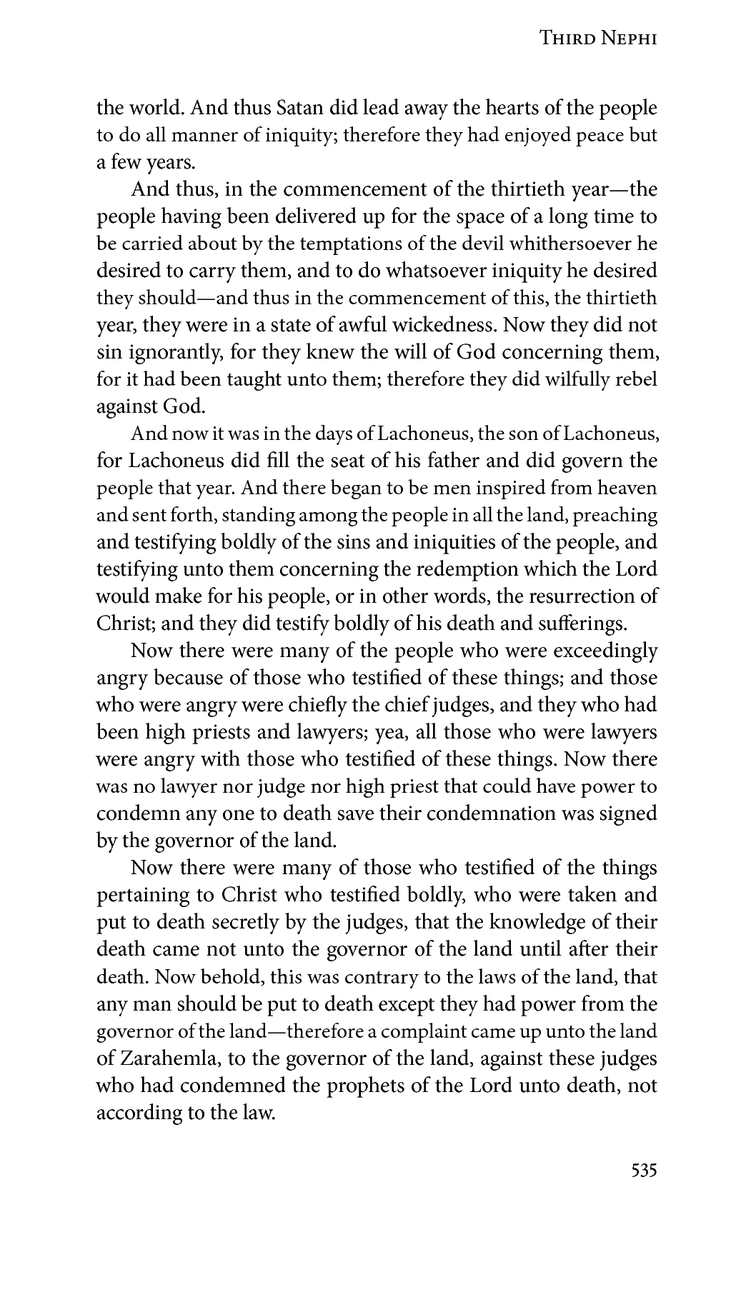 Third Nephi
the world. And thus Satan did lead away the hearts of the people
to do all manner of iniquity; therefore they had enjoyed peace but
a few years.
And thus, in the commencement of the thirtieth year—the
people having been delivered up for the space of a long time to
be carried about by the temptations of the devil whithersoever he
desired to carry them, and to do whatsoever iniquity he desired
they should—and thus in the commencement of this, the thirtieth
year, they were in a state of awful wickedness. Now they did not
sin ignorantly, for they knew the will of God concerning them,
for it had been taught unto them; therefore they did wilfully rebel
against God.
And now it was in the days of Lachoneus, the son of Lachoneus,
for Lachoneus did fill the seat of his father and did govern the
people that year. And there began to be men inspired from heaven
and sent forth, standing among the people in all the land, preaching
and testifying boldly of the sins and iniquities of the people, and
testifying unto them concerning the redemption which the Lord
would make for his people, or in other words, the resurrection of
Christ; and they did testify boldly of his death and sufferings.
Now there were many of the people who were exceedingly
angry because of those who testified of these things; and those
who were angry were chiefly the chief judges, and they who had
been high priests and lawyers; yea, all those who were lawyers
were angry with those who testified of these things. Now there
was no lawyer nor judge nor high priest that could have power to
condemn any one to death save their condemnation was signed
by the governor of the land.
Now there were many of those who testified of the things
pertaining to Christ who testified boldly, who were taken and
put to death secretly by the judges, that the knowledge of their
death came not unto the governor of the land until after their
death. Now behold, this was contrary to the laws of the land, that
any man should be put to death except they had power from the
governor of the land—therefore a complaint came up unto the land
of Zarahemla, to the governor of the land, against these judges
who had condemned the prophets of the Lord unto death, not
according to the law.
535